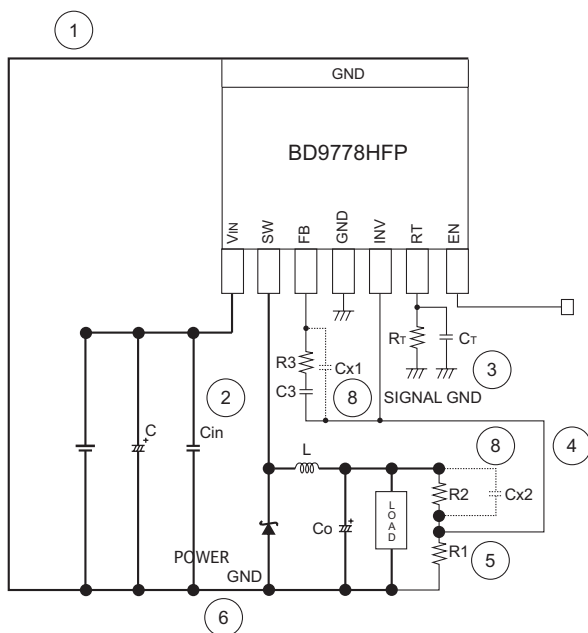 1
GND
BD9778HFP
VIN SW FB GND INV RT EN
R3
Cx1
C3
RT
CT
3
SIGNAL GND
8
2
C
+
Cin
8
4
L
R2
Cx2
Co
+
LOAD
R1
5
POWER
GND
6